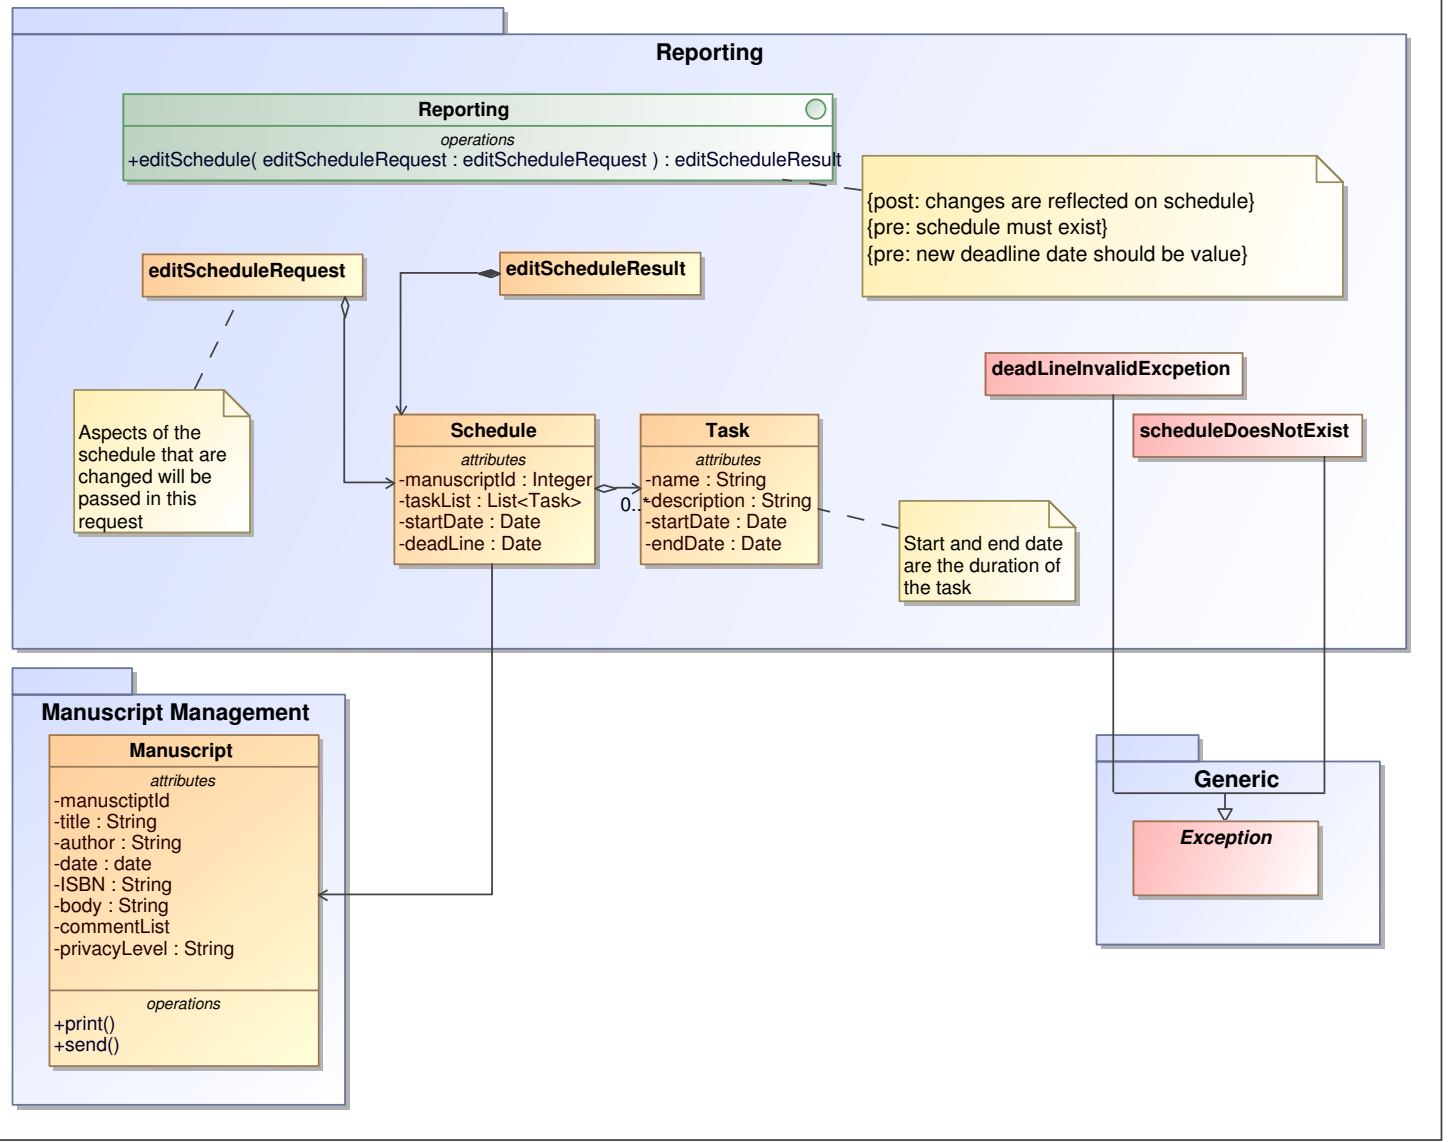 Reporting
Reporting
operations
+editSchedule( editScheduleRequest : editScheduleRequest ) : editScheduleResult
{post: changes are reflected on schedule}
{pre: schedule must exist}
{pre: new deadline date should be value}
editScheduleRequest
editScheduleResult
deadLineInvalidExcpetion
scheduleDoesNotExist
Aspects of the
schedule that are
changed will be
passed in this
request
Schedule
attributes
-manuscriptId : Integer
-taskList : List<Task>
-startDate : Date
-deadLine : Date
0..*
Task
attributes
-name : String
-description : String
-startDate : Date
-endDate : Date
Start and end date
are the duration of
the task
Manuscript Management
Manuscript
attributes
-manusctiptId
-title : String
-author : String
-date : date
-ISBN : String
-body : String
-commentList
-privacyLevel : String
operations
+print()
+send()
Generic
Exception